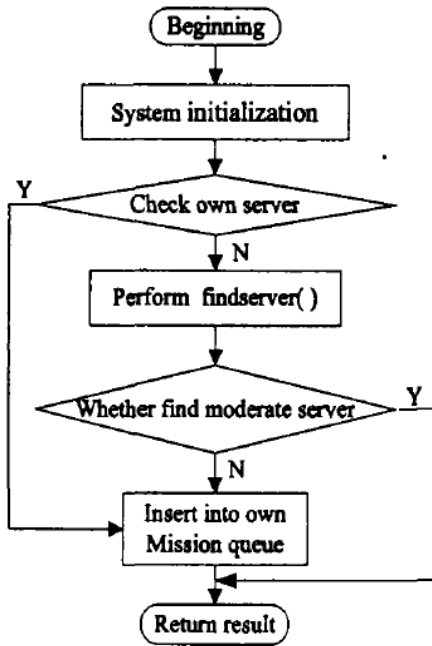 Beginning
System initialization
Y
Check own server
N
Perform findserver( )
Whether find moderate server
Y
N
Insert into own
Mission queue
Return result